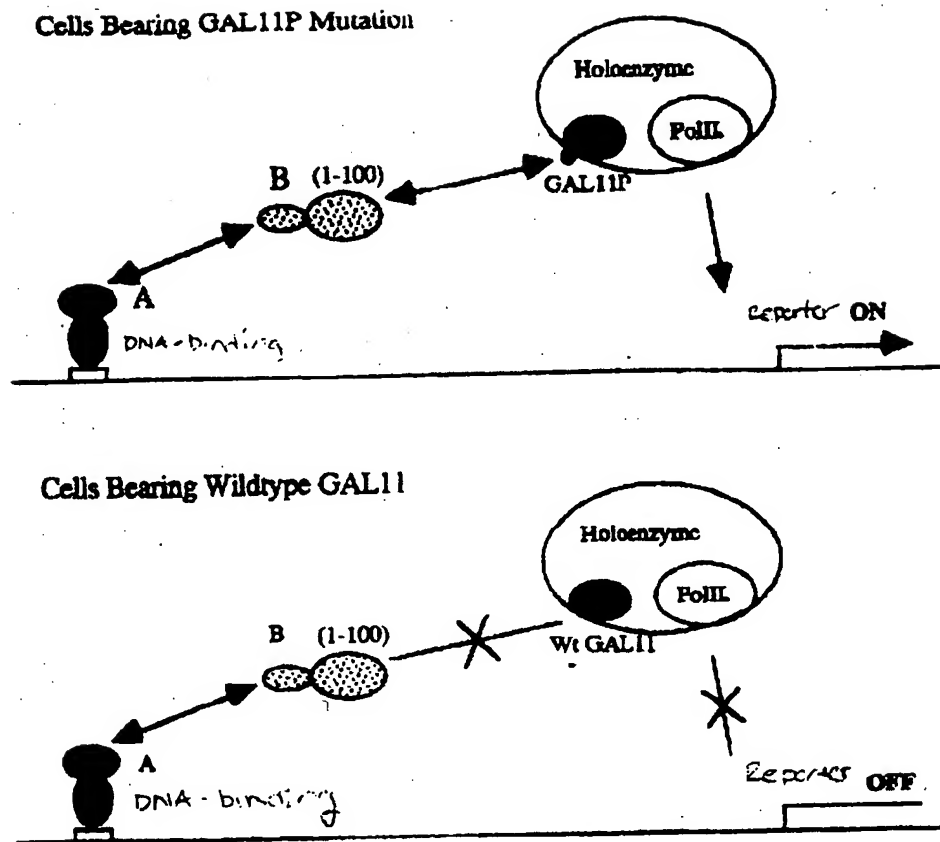 Cells Bearing GAL11P Mutation
Holoenzyme
PolII.
GAL11P
B (1-100)
A
DNA-binding
Reporter ON
Cells Bearing Wildtype GAL11
Holoenzyme
PolII.
Wt GAL11
B (1-100)
A
DNA-binding
Reporter OFF